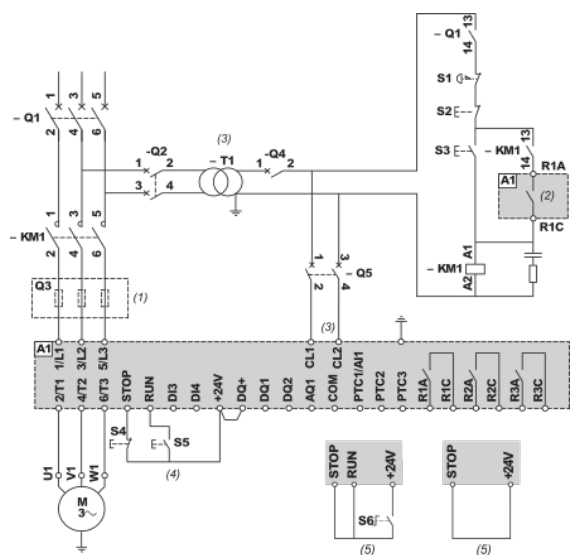 13
– Q1
14
S1
S2
S3
13
– KM1
14
R1A
A1
(2)
R1C
A1
– KM1
A2
1 3 5
– Q1
2 4 6
-Q2
1 2
3 4
(3)
– T1
-Q4
1 2
1 3 5
– KM1
2 4 6
1 3
– Q5
2 4
Q3
(1)
(3)
A1
1/L1 3/L2 5/L3 CL1 CL2
2/T1 4/T2 6/T3 STOP RUN DI3 DI4 +24V DQ+ DQ1 DQ2 AQ1 COM PTC1/AI1 PTC2 PTC3 R1A R1C R2A R2C R3A R3C
S4 S5
(4)
U1 V1 W1
M
3~
STOP RUN +24V
S6
(5)
STOP +24V
(5)